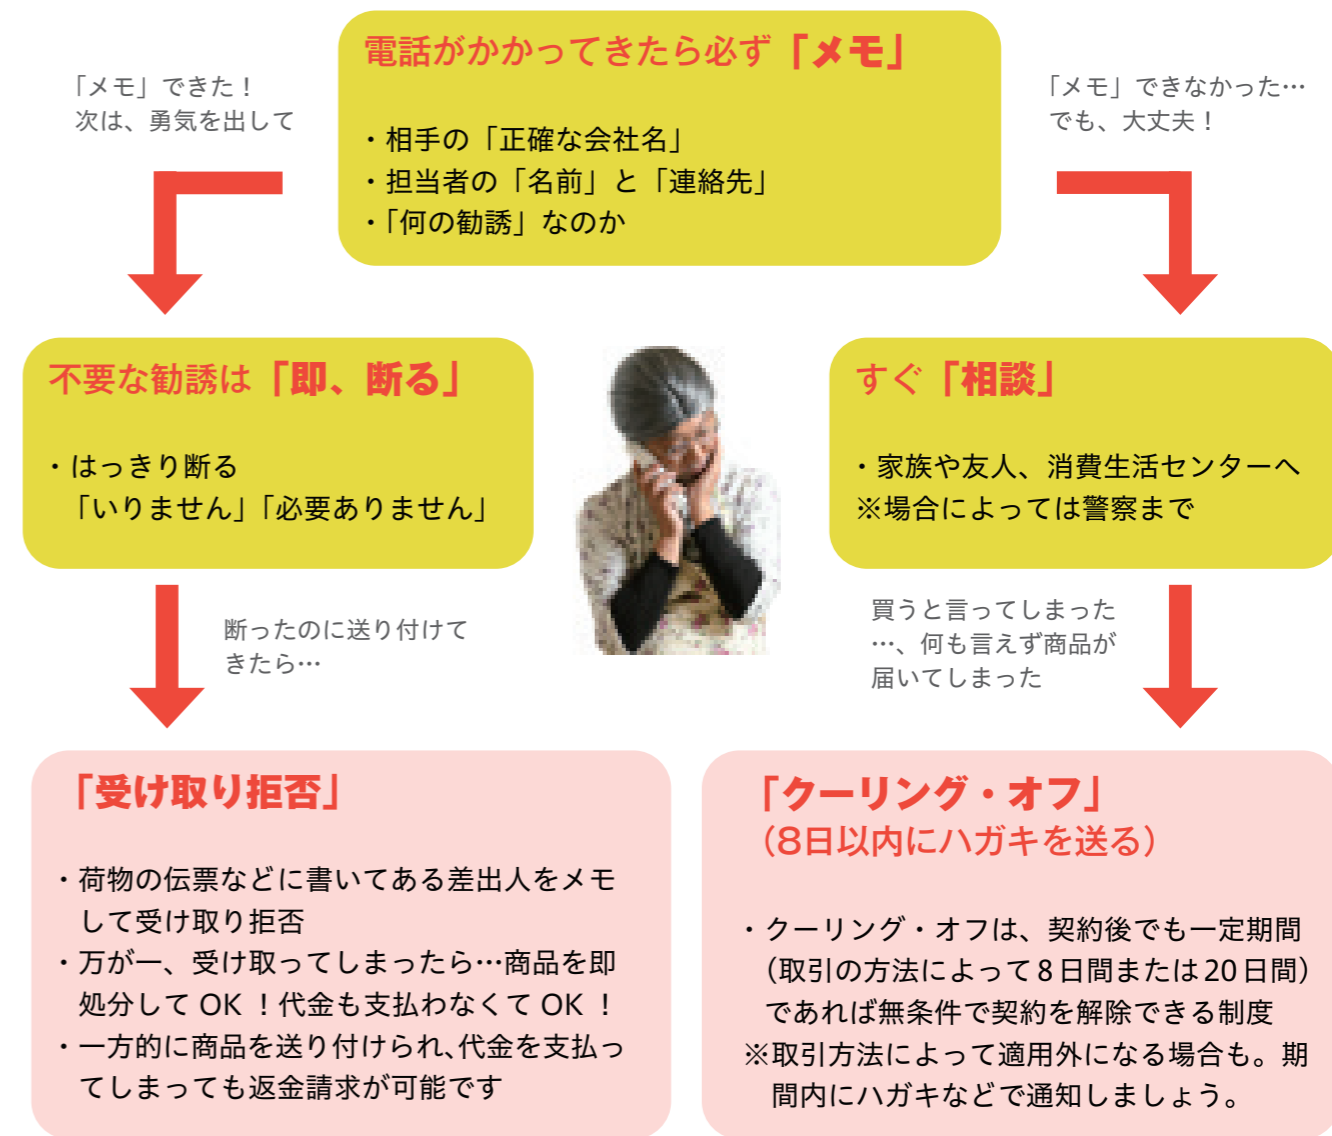 電話がかかってきたら必ず「メモ」
・相手の「正確な会社名」
・担当者の「名前」と「連絡先」
・「何の勧誘」なのか
「メモ」できた！
次は、勇気を出して
「メモ」できなかった…
でも、大丈夫！
不要な勧誘は「即、断る」
・はっきり断る
「いりません」「必要ありません」
すぐ「相談」
・家族や友人、消費生活センターへ
※場合によっては警察まで
断ったのに送り付けて
きたら…
買うと言ってしまった
…、何も言えず商品が
届いてしまった
「受け取り拒否」
・荷物の伝票などに書いてある差出人をメモ
して受け取り拒否
・万が一、受け取ってしまったら…商品を即
処分して OK ！代金も支払わなくて OK ！
・一方的に商品を送り付けられ、代金を支払っ
てしまっても返金請求が可能です
「クーリング・オフ」
（8日以内にハガキを送る）
・クーリング・オフは、契約後でも一定期間
（取引の方法によって8日間または20日間）
であれば無条件で契約を解除できる制度
※取引方法によって適用外になる場合も。期
間内にハガキなどで通知しましょう。